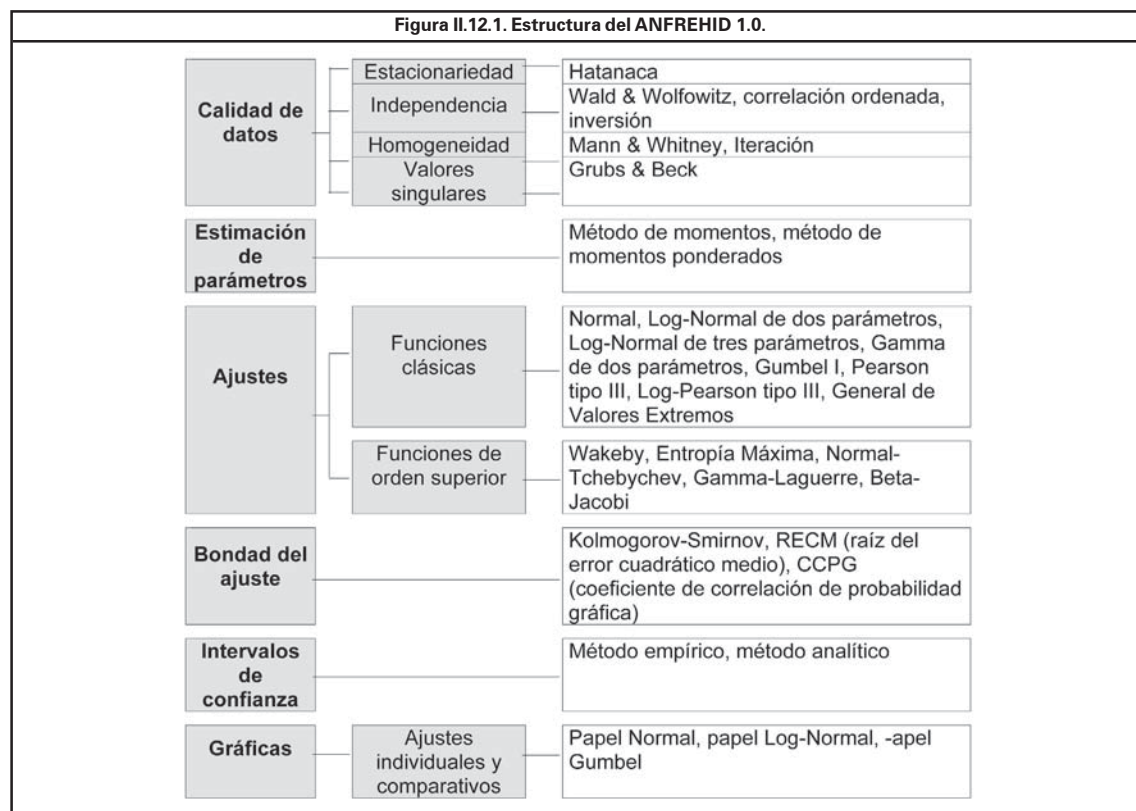 Figura II.12.1. Estructura del ANFREHID 1.0.
Calidad de
datos
Estacionariedad
Hatanaca
Independencia
Wald & Wolfowitz, correlación ordenada,
inversión
Homogeneidad
Mann & Whitney, Iteración
Valores
singulares
Grubs & Beck
Estimación
de
parámetros
Método de momentos, método de
momentos ponderados
Ajustes
Funciones
clásicas
Normal, Log-Normal de dos parámetros,
Log-Normal de tres parámetros, Gamma
de dos parámetros, Gumbel I, Pearson
tipo III, Log-Pearson tipo III, General de
Valores Extremos
Funciones de
orden superior
Wakeby, Entropía Máxima, Normal-
Tchebychev, Gamma-Laguerre, Beta-
Jacobi
Bondad del
ajuste
Kolmogorov-Smirnov, RECM (raíz del
error cuadrático medio), CCPG
(coeficiente de correlación de probabilidad
gráfica)
Intervalos
de
confianza
Método empírico, método analítico
Gráficas
Ajustes
individuales y
comparativos
Papel Normal, papel Log-Normal, -apel
Gumbel